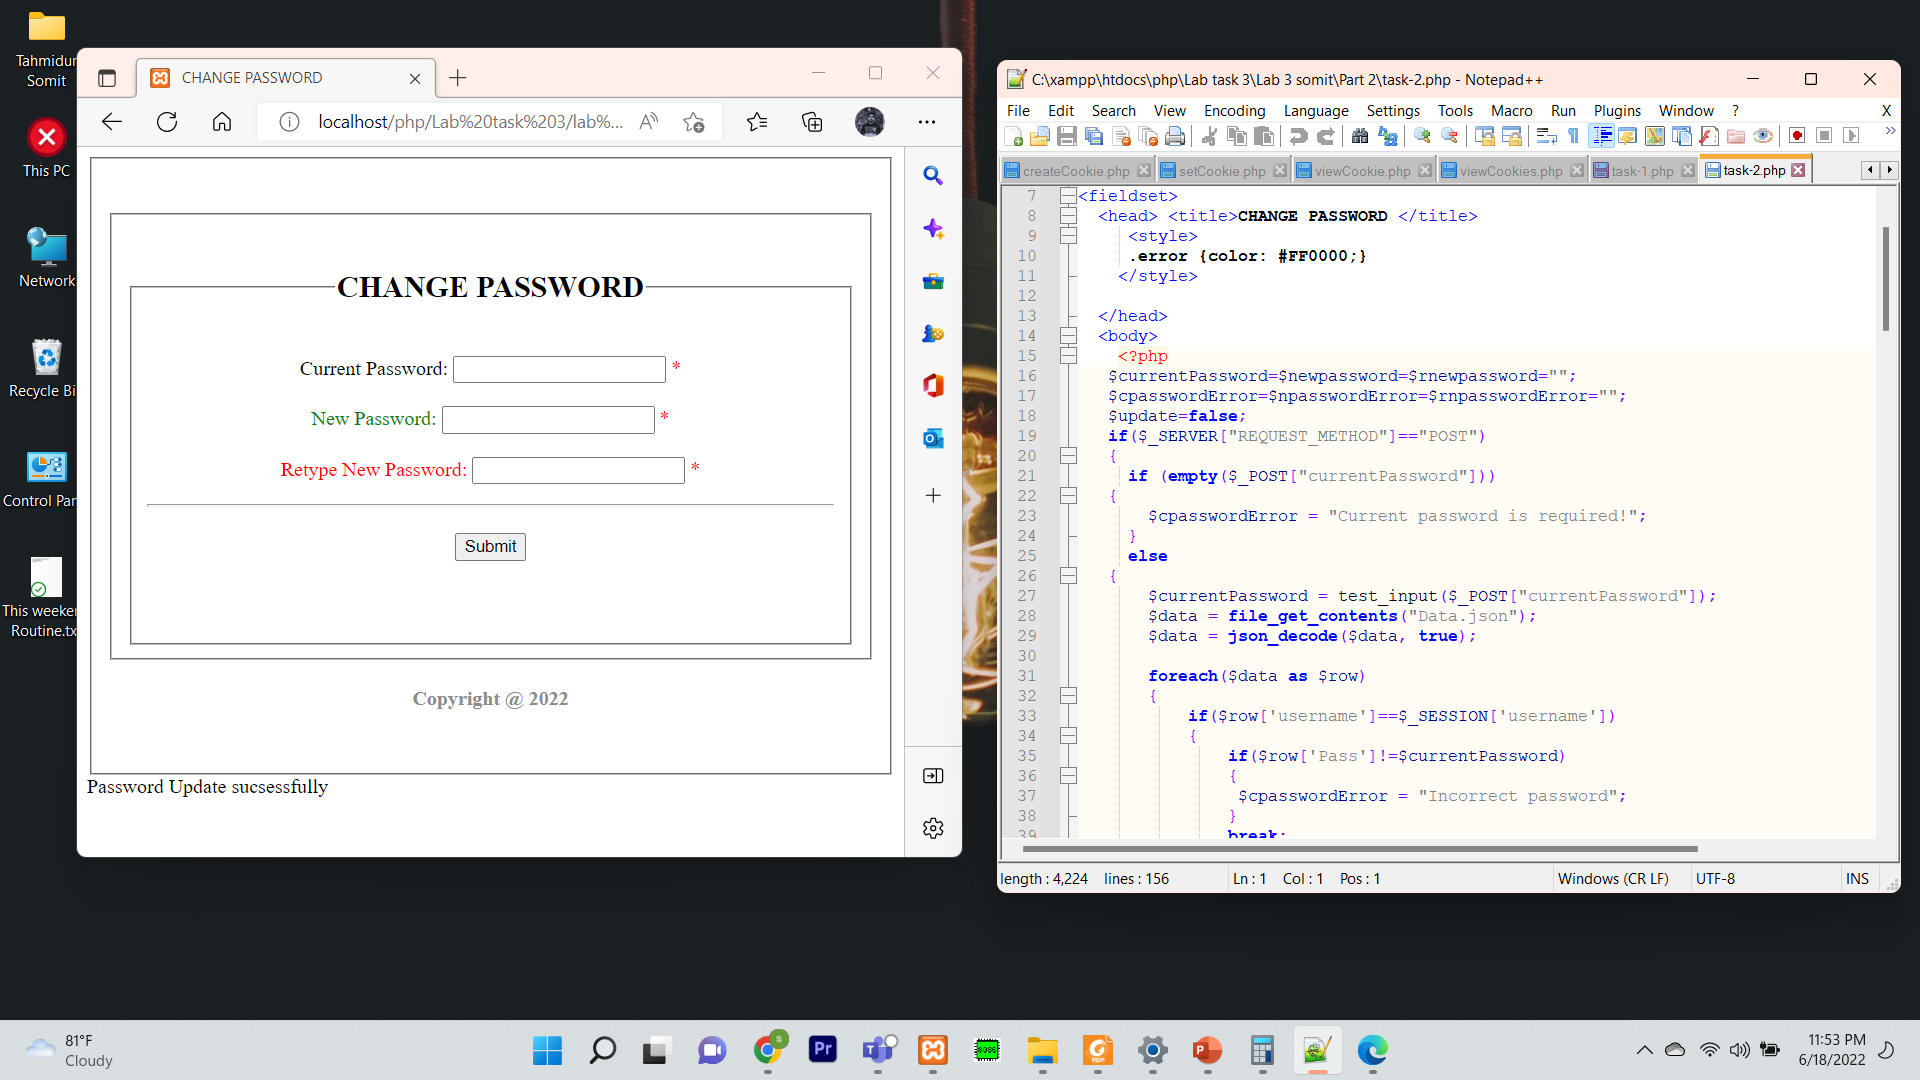 Tahmidur
Somit
This PC
Network
Recycle Bi
Control Pan
This weeken
Routine.tx
CHANGE PASSWORD
localhost/php/Lab%20task%203/lab%...
CHANGE PASSWORD
Current Password: *
New Password: *
Retype New Password: *
Submit
Copyright @ 2022
Password Update sucsessfully
C:\xampp\htdocs\php\Lab task 3\Lab 3 somit\Part 2\task-2.php - Notepad++
File Edit Search View Encoding Language Settings Tools Macro Run Plugins Window ? X
createCookie.php setCookie.php viewCookie.php viewCookies.php task-1.php task-2.php
7 <fieldset>
8 <head> <title>CHANGE PASSWORD </title>
9 <style>
10 .error {color: #FF0000;}
11 </style>
12
13 </head>
14 <body>
15 <?php
16 $currentPassword=$newpassword=$rnewpassword="";
17 $cpasswordError=$npasswordError=$rnpasswordError="";
18 $update=false;
19 if($_SERVER["REQUEST_METHOD"]=="POST")
20 {
21 if (empty($_POST["currentPassword"]))
22 {
23 $cpasswordError = "Current password is required!";
24 }
25 else
26 {
27 $currentPassword = test_input($_POST["currentPassword"]);
28 $data = file_get_contents("Data.json");
29 $data = json_decode($data, true);
30
31 foreach($data as $row)
32 {
33 if($row['username']==$_SESSION['username'])
34 {
35 if($row['Pass']!=$currentPassword)
36 {
37 $cpasswordError = "Incorrect password";
38 }
39 break;
length : 4,224 lines : 156 Ln : 1 Col : 1 Pos : 1 Windows (CR LF) UTF-8 INS
81°F
Cloudy
S
Pr
8086
PDF
11:53 PM
6/18/2022